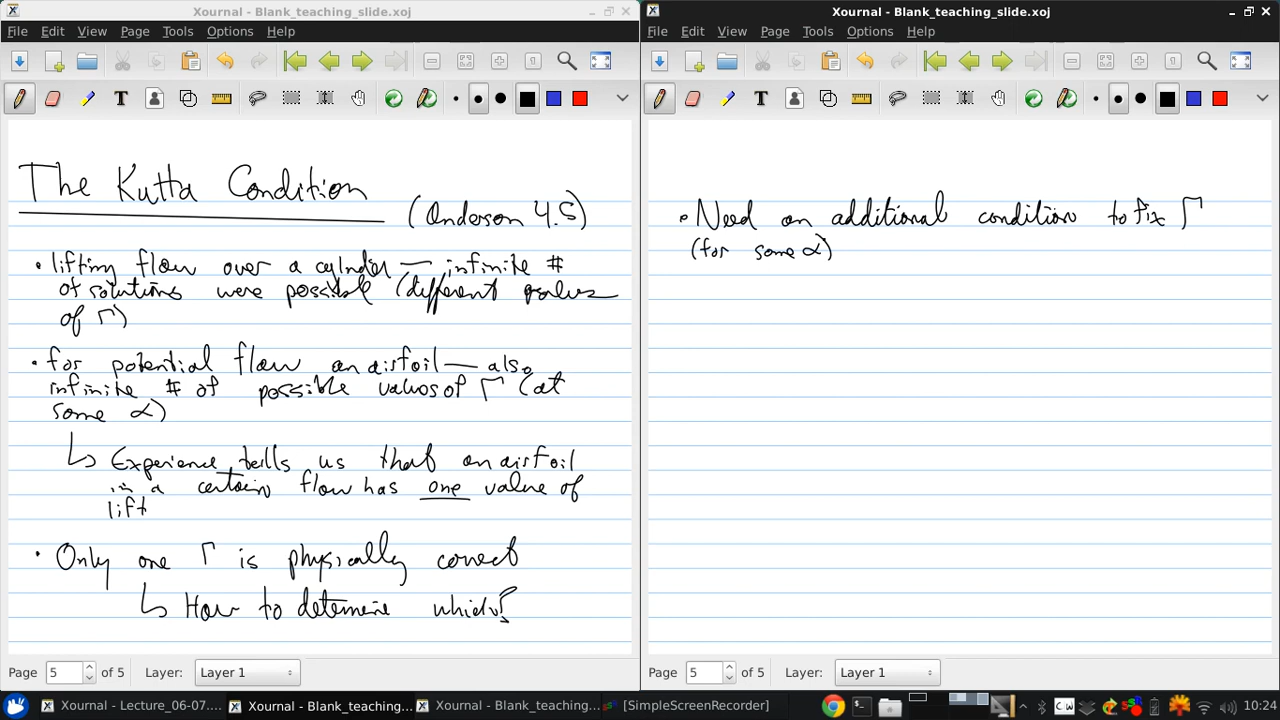 Xournal - Blank_teaching_slide.xoj
File Edit View Page Tools Options Help
The Kutta Condition
(Anderson 4.5)
• lifting flow over a cylinder — infinite #
of solutions were possible (different values
of Γ)
• for potential flow an airfoil — also
infinite # of possible values of Γ (at
some α)
↳ Experience tells us that an airfoil
in a certain flow has one value of
lift
• Only one Γ is physically correct
↳ How to determine which?
Page 5 of 5 Layer: Layer 1
Xournal - Blank_teaching_slide.xoj
File Edit View Page Tools Options Help
• Need an additional condition to fix Γ
(for some α)
Page 5 of 5 Layer: Layer 1
Xournal - Lecture_06-07.... Xournal - Blank_teaching... Xournal - Blank_teaching... [SimpleScreenRecorder] 10:24